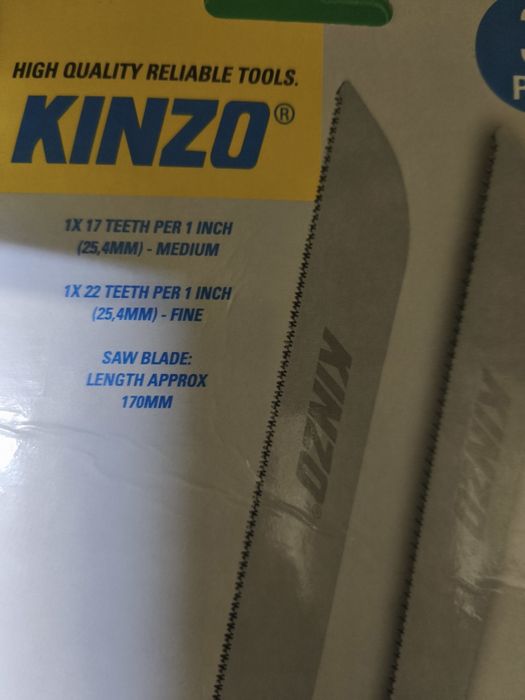 HIGH QUALITY RELIABLE TOOLS.
KINZO®
1X 17 TEETH PER 1 INCH
(25,4MM) - MEDIUM
1X 22 TEETH PER 1 INCH
(25,4MM) - FINE
SAW BLADE:
LENGTH APPROX
170MM
KINZO
KINZO